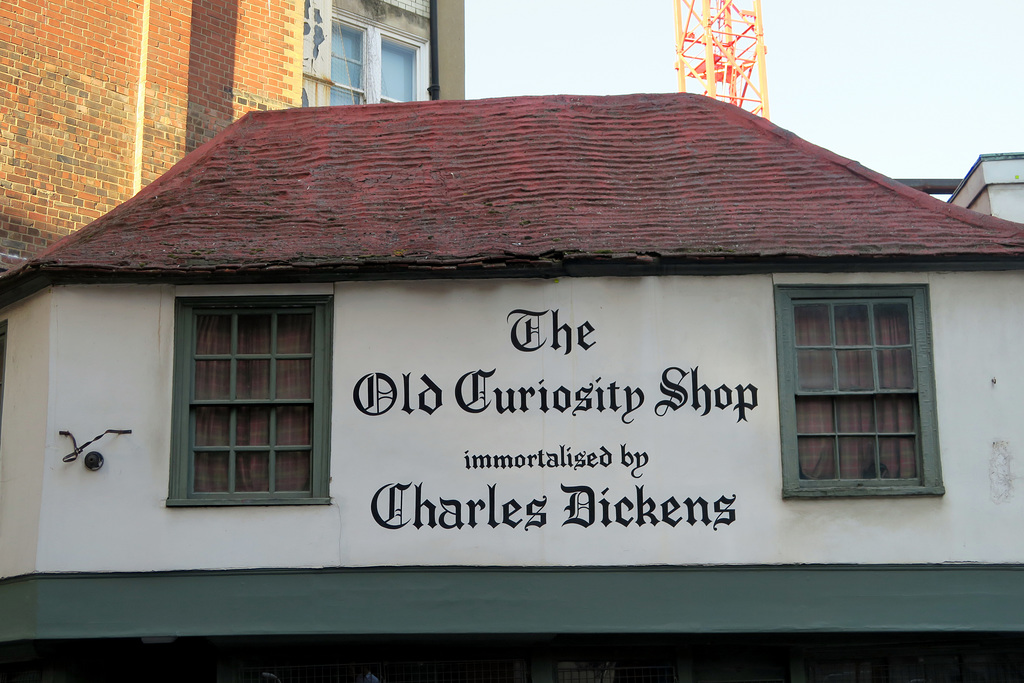 The
Old Curiosity Shop
immortalised by
Charles Dickens